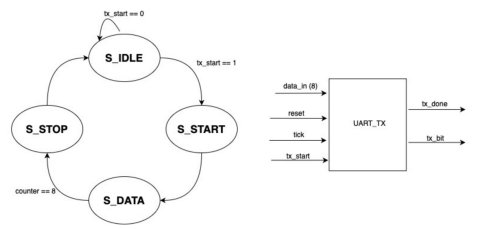 tx_start == 0
S_IDLE
tx_start == 1
S_STOP
S_START
counter == 8
S_DATA
data_in (8)
reset
tick
tx_start
UART_TX
tx_done
tx_bit